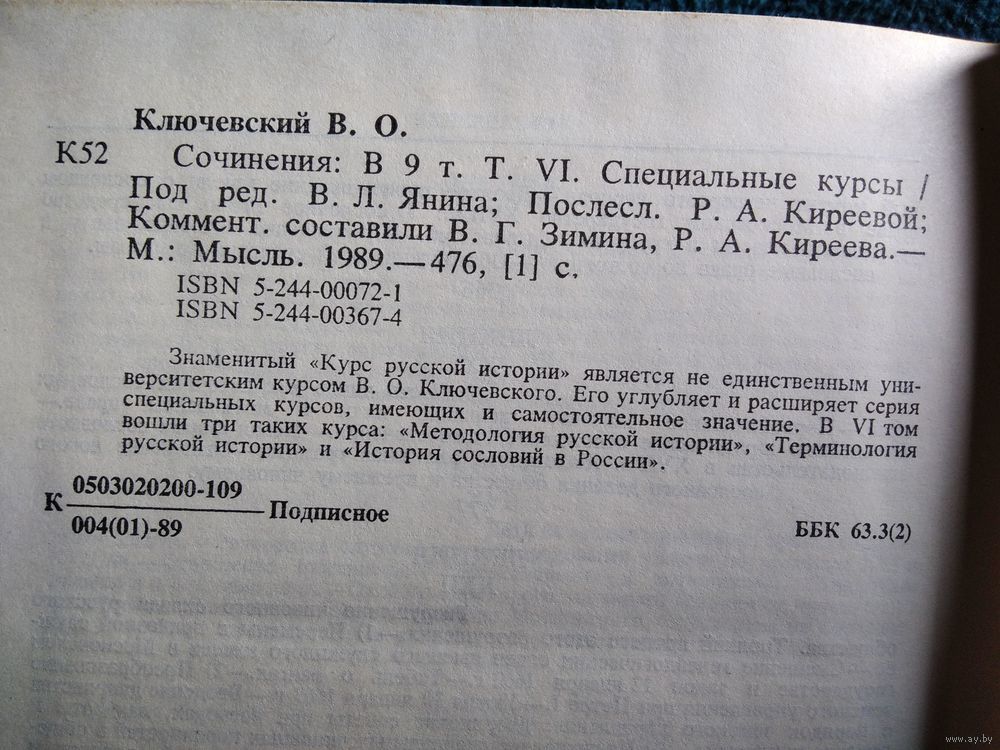 Ключевский В. О.
К52 Сочинения: В 9 т. Т. VI. Специальные курсы /
Под ред. В. Л. Янина; Послесл. Р. А. Киреевой;
Коммент. составили В. Г. Зимина, Р. А. Киреева.—
М.: Мысль. 1989.—476, [1] с.
ISBN 5-244-00072-1
ISBN 5-244-00367-4
Знаменитый «Курс русской истории» является не единственным уни-
верситетским курсом В. О. Ключевского. Его углубляет и расширяет серия
специальных курсов, имеющих и самостоятельное значение. В VI том
вошли три таких курса: «Методология русской истории», «Терминология
русской истории» и «История сословий в России».
К 0503020200-109
004(01)-89
Подписное
ББК 63.3(2)
www.ay.by